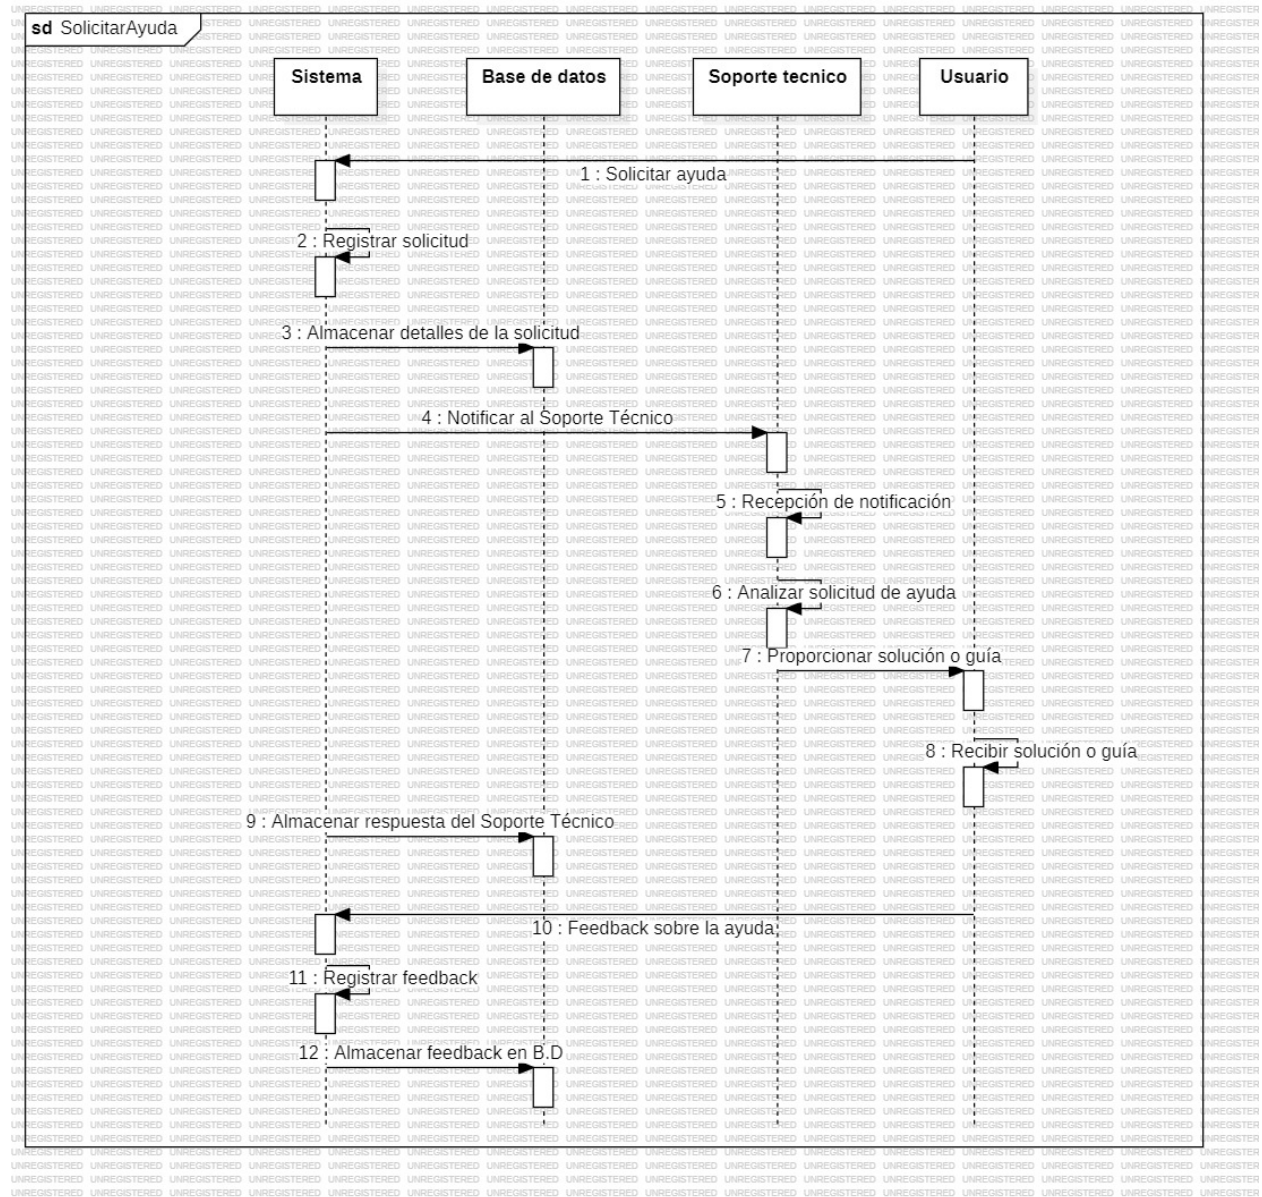 sd SolicitarAyuda
Sistema
Base de datos
Soporte tecnico
Usuario
1 : Solicitar ayuda
2 : Registrar solicitud
3 : Almacenar detalles de la solicitud
4 : Notificar al Soporte Técnico
5 : Recepción de notificación
6 : Analizar solicitud de ayuda
7 : Proporcionar solución o guía
8 : Recibir solución o guía
9 : Almacenar respuesta del Soporte Técnico
10 : Feedback sobre la ayuda
11 : Registrar feedback
12 : Almacenar feedback en B.D
UNREGISTERED